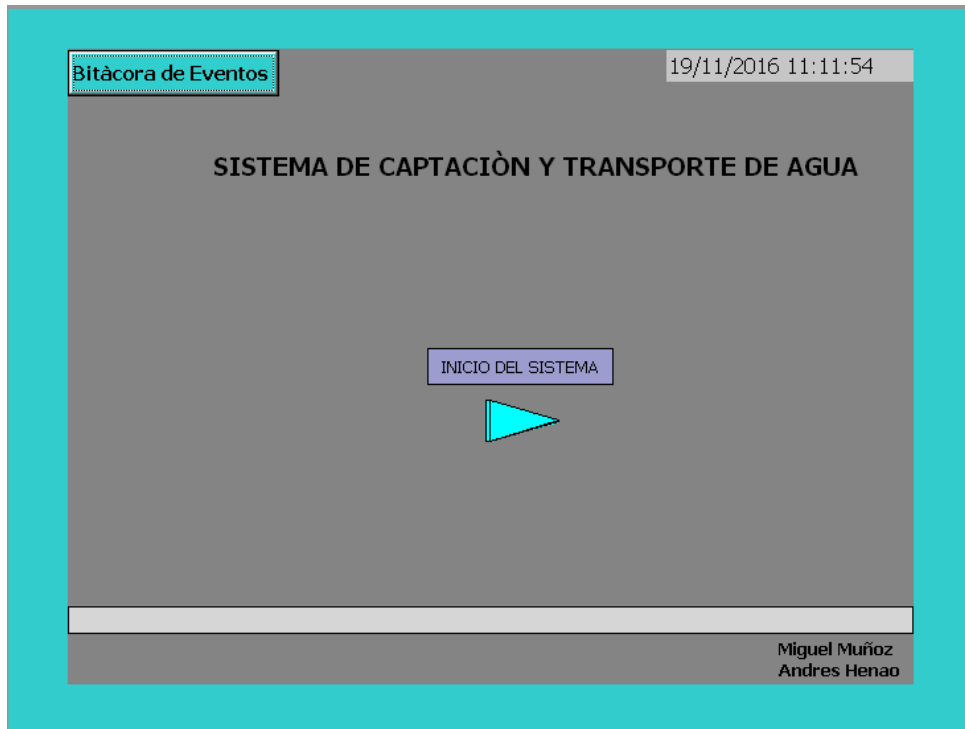 Bitàcora de Eventos
19/11/2016 11:11:54
SISTEMA DE CAPTACIÒN Y TRANSPORTE DE AGUA
INICIO DEL SISTEMA
Miguel Muñoz
Andres Henao